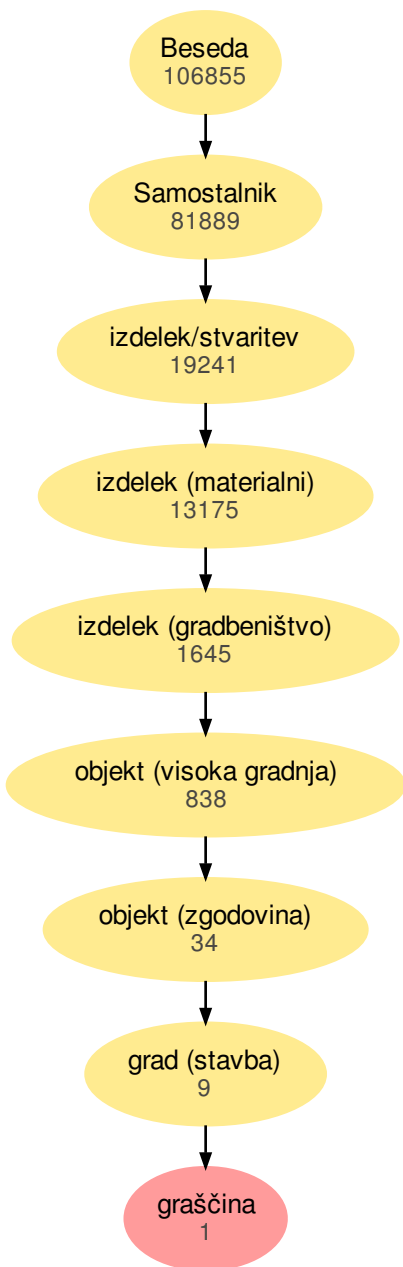 Beseda
106855
Samostalnik
81889
izdelek/stvaritev
19241
izdelek (materialni)
13175
izdelek (gradbeništvo)
1645
objekt (visoka gradnja)
838
objekt (zgodovina)
34
grad (stavba)
9
graščina
1